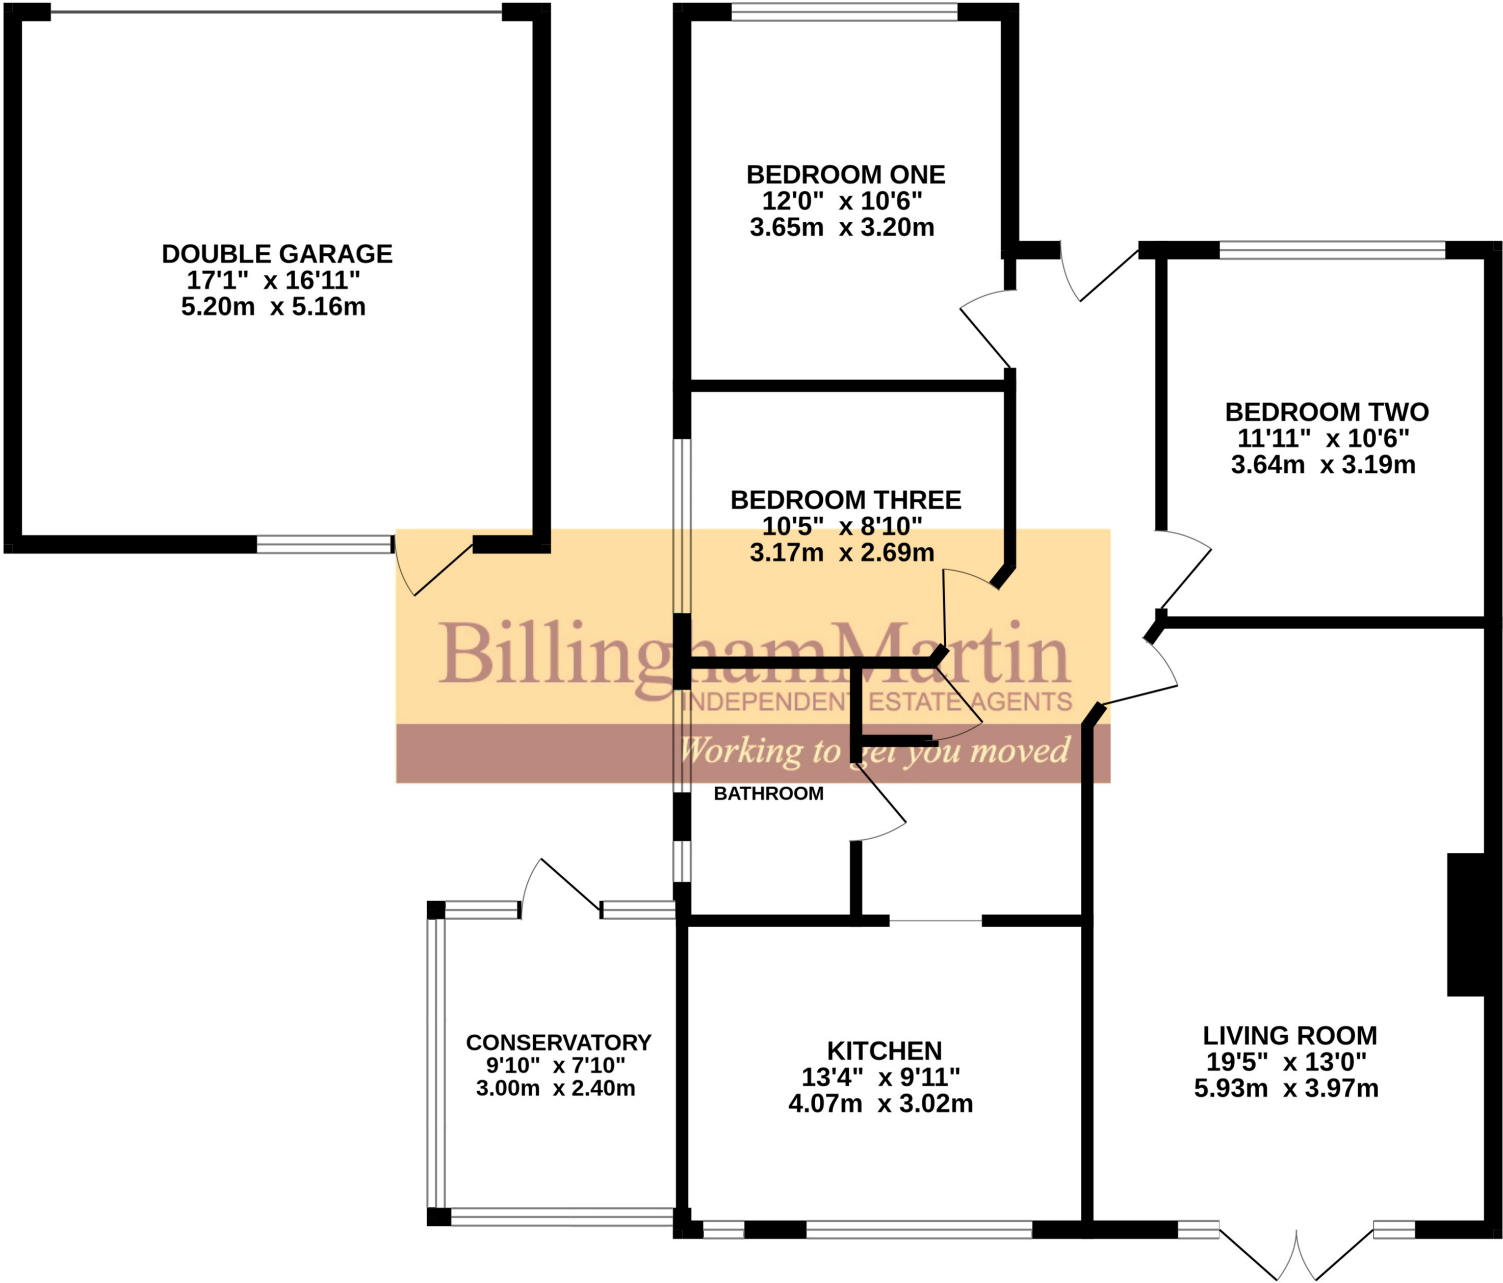 BEDROOM ONE
12'0" x 10'6"
3.65m x 3.20m
DOUBLE GARAGE
17'1" x 16'11"
5.20m x 5.16m
BEDROOM TWO
11'11" x 10'6"
3.64m x 3.19m
BEDROOM THREE
10'5" x 8'10"
3.17m x 2.69m
BillinghamMartin
INDEPENDENT ESTATE AGENTS
Working to get you moved
BATHROOM
CONSERVATORY
9'10" x 7'10"
3.00m x 2.40m
KITCHEN
13'4" x 9'11"
4.07m x 3.02m
LIVING ROOM
19'5" x 13'0"
5.93m x 3.97m